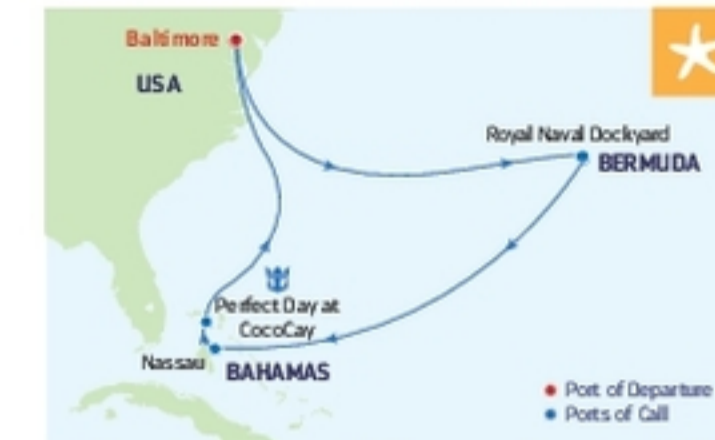 Baltimore
USA
Royal Naval Dockyard
BERMUDA
Perfect Day at
CocoCay
Nassau
BAHAMAS
Port of Departure
Ports of Call